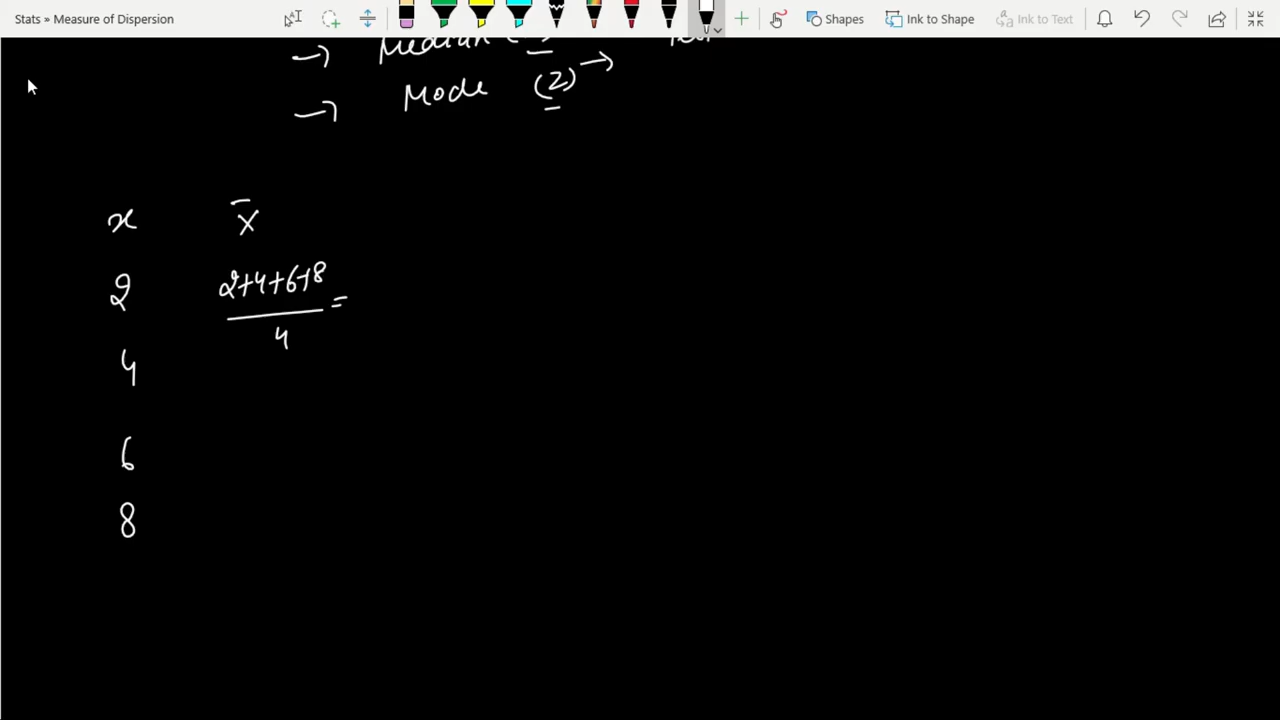 Stats » Measure of Dispersion
Shapes
Ink to Shape
Ink to Text
→ Median
→ Mode (2) →
x x̄
2 2+4+6+8 =
4
4
6
8